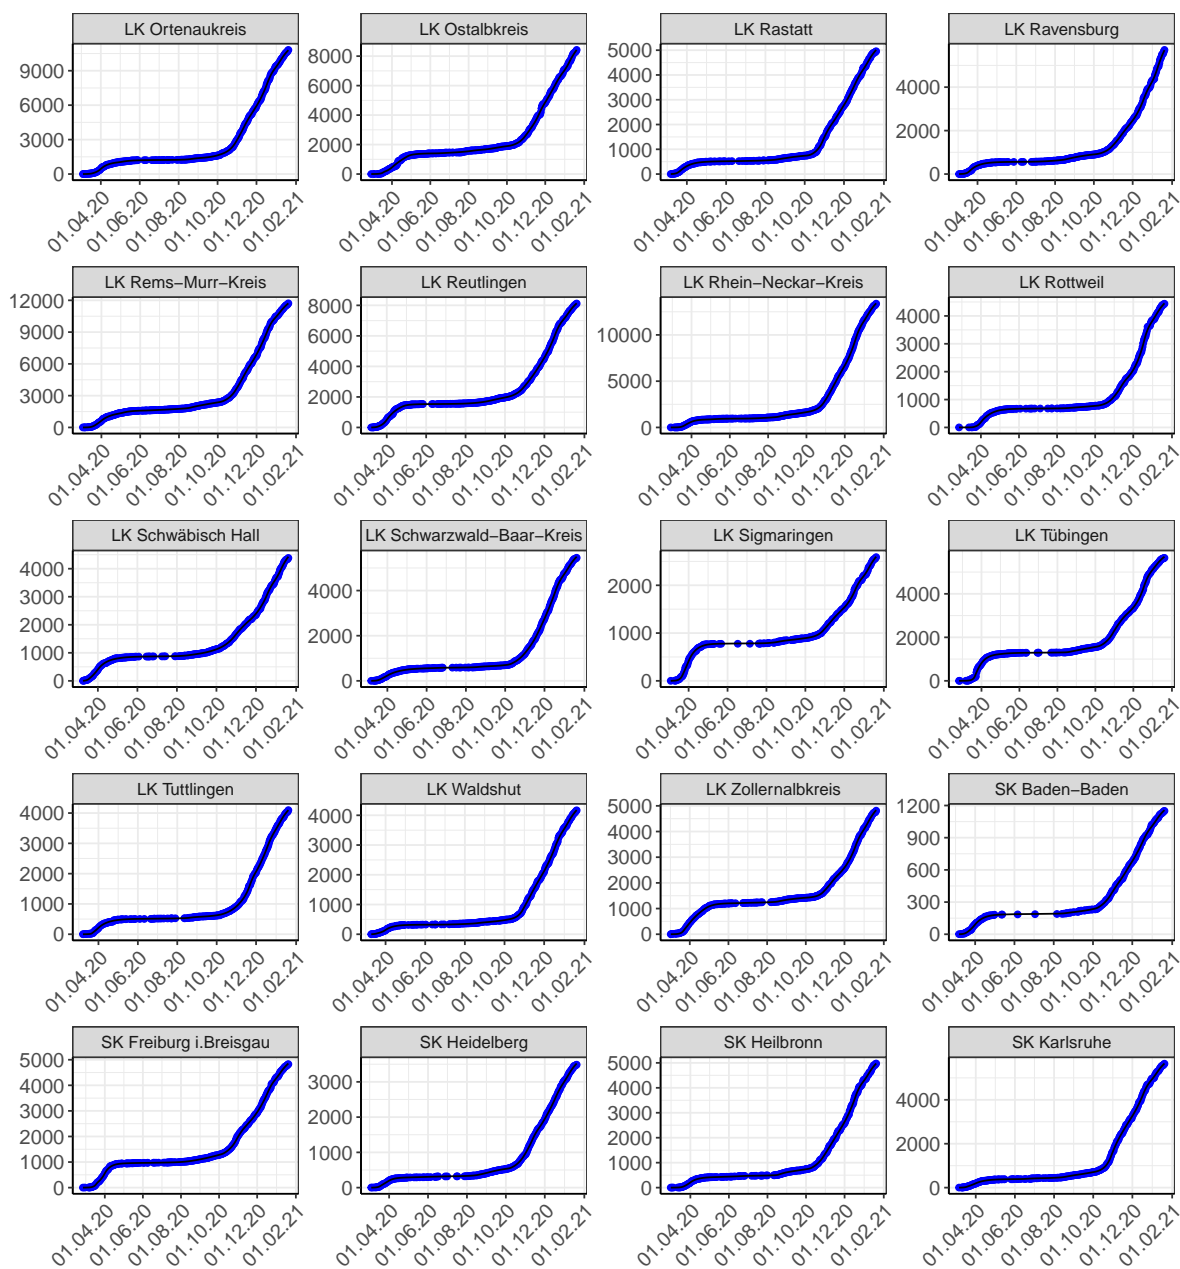 LK Ortenaukreis LK Ostalbkreis LK Rastatt LK Ravensburg
9000 6000 3000 0
8000 6000 4000 2000 0
5000 4000 3000 2000 1000 0
4000 2000 0
01.04.20 01.06.20 01.08.20 01.10.20 01.12.20 01.02.21
01.04.20 01.06.20 01.08.20 01.10.20 01.12.20 01.02.21
01.04.20 01.06.20 01.08.20 01.10.20 01.12.20 01.02.21
01.04.20 01.06.20 01.08.20 01.10.20 01.12.20 01.02.21
LK Rems−Murr−Kreis LK Reutlingen LK Rhein−Neckar−Kreis LK Rottweil
12000 9000 6000 3000 0
8000 6000 4000 2000 0
10000 5000 0
4000 3000 2000 1000 0
01.04.20 01.06.20 01.08.20 01.10.20 01.12.20 01.02.21
01.04.20 01.06.20 01.08.20 01.10.20 01.12.20 01.02.21
01.04.20 01.06.20 01.08.20 01.10.20 01.12.20 01.02.21
01.04.20 01.06.20 01.08.20 01.10.20 01.12.20 01.02.21
LK Schwäbisch Hall LK Schwarzwald−Baar−Kreis LK Sigmaringen LK Tübingen
4000 3000 2000 1000 0
4000 2000 0
2000 1000 0
4000 2000 0
01.04.20 01.06.20 01.08.20 01.10.20 01.12.20 01.02.21
01.04.20 01.06.20 01.08.20 01.10.20 01.12.20 01.02.21
01.04.20 01.06.20 01.08.20 01.10.20 01.12.20 01.02.21
01.04.20 01.06.20 01.08.20 01.10.20 01.12.20 01.02.21
LK Tuttlingen LK Waldshut LK Zollernalbkreis SK Baden−Baden
4000 3000 2000 1000 0
4000 3000 2000 1000 0
5000 4000 3000 2000 1000 0
1200 900 600 300 0
01.04.20 01.06.20 01.08.20 01.10.20 01.12.20 01.02.21
01.04.20 01.06.20 01.08.20 01.10.20 01.12.20 01.02.21
01.04.20 01.06.20 01.08.20 01.10.20 01.12.20 01.02.21
01.04.20 01.06.20 01.08.20 01.10.20 01.12.20 01.02.21
SK Freiburg i.Breisgau SK Heidelberg SK Heilbronn SK Karlsruhe
5000 4000 3000 2000 1000 0
3000 2000 1000 0
5000 4000 3000 2000 1000 0
4000 2000 0
01.04.20 01.06.20 01.08.20 01.10.20 01.12.20 01.02.21
01.04.20 01.06.20 01.08.20 01.10.20 01.12.20 01.02.21
01.04.20 01.06.20 01.08.20 01.10.20 01.12.20 01.02.21
01.04.20 01.06.20 01.08.20 01.10.20 01.12.20 01.02.21